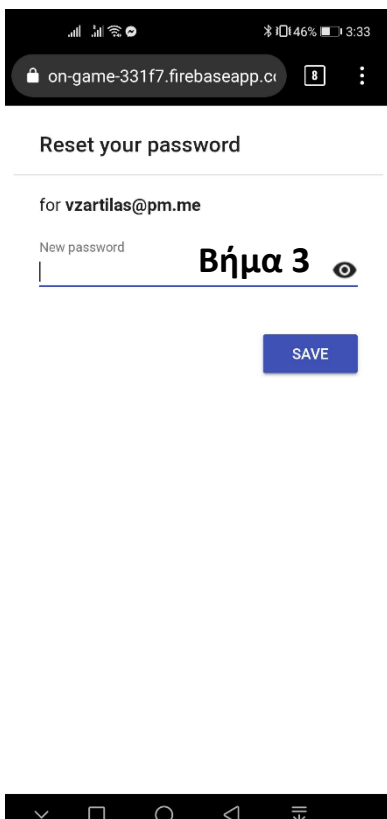 46% 3:33
on-game-331f7.firebaseapp.co 8
Reset your password
for vzartilas@pm.me
New password
Βήμα 3
SAVE